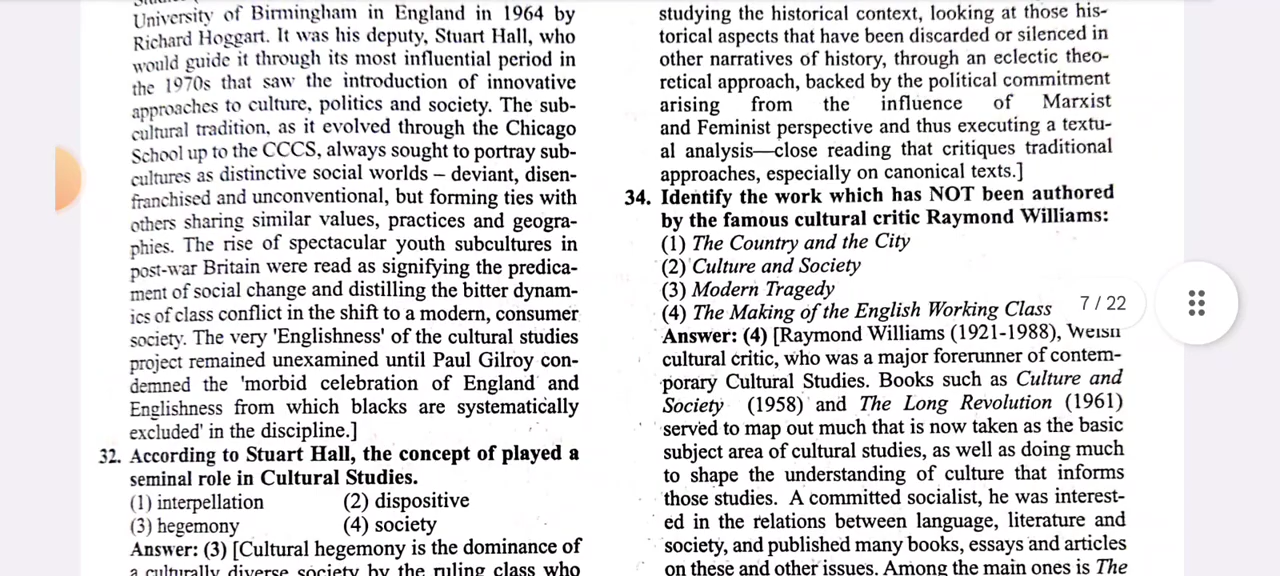 University of Birmingham in England in 1964 by
Richard Hoggart. It was his deputy, Stuart Hall, who
would guide it through its most influential period in
the 1970s that saw the introduction of innovative
approaches to culture, politics and society. The sub-
cultural tradition, as it evolved through the Chicago
School up to the CCCS, always sought to portray sub-
cultures as distinctive social worlds – deviant, disen-
franchised and unconventional, but forming ties with
others sharing similar values, practices and geogra-
phies. The rise of spectacular youth subcultures in
post-war Britain were read as signifying the predica-
ment of social change and distilling the bitter dynam-
ics of class conflict in the shift to a modern, consumer
society. The very 'Englishness' of the cultural studies
project remained unexamined until Paul Gilroy con-
demned the 'morbid celebration of England and
Englishness from which blacks are systematically
excluded' in the discipline.]
32. According to Stuart Hall, the concept of played a
seminal role in Cultural Studies.
(1) interpellation (2) dispositive
(3) hegemony (4) society
Answer: (3) [Cultural hegemony is the dominance of
a culturally diverse society by the ruling class who
studying the historical context, looking at those his-
torical aspects that have been discarded or silenced in
other narratives of history, through an eclectic theo-
retical approach, backed by the political commitment
arising from the influence of Marxist
and Feminist perspective and thus executing a textu-
al analysis—close reading that critiques traditional
approaches, especially on canonical texts.]
34. Identify the work which has NOT been authored
by the famous cultural critic Raymond Williams:
(1) The Country and the City
(2) Culture and Society
(3) Modern Tragedy
(4) The Making of the English Working Class
Answer: (4) [Raymond Williams (1921-1988), Welsh
cultural critic, who was a major forerunner of contem-
porary Cultural Studies. Books such as Culture and
Society (1958) and The Long Revolution (1961)
served to map out much that is now taken as the basic
subject area of cultural studies, as well as doing much
to shape the understanding of culture that informs
those studies. A committed socialist, he was interest-
ed in the relations between language, literature and
society, and published many books, essays and articles
on these and other issues. Among the main ones is The
7 / 22